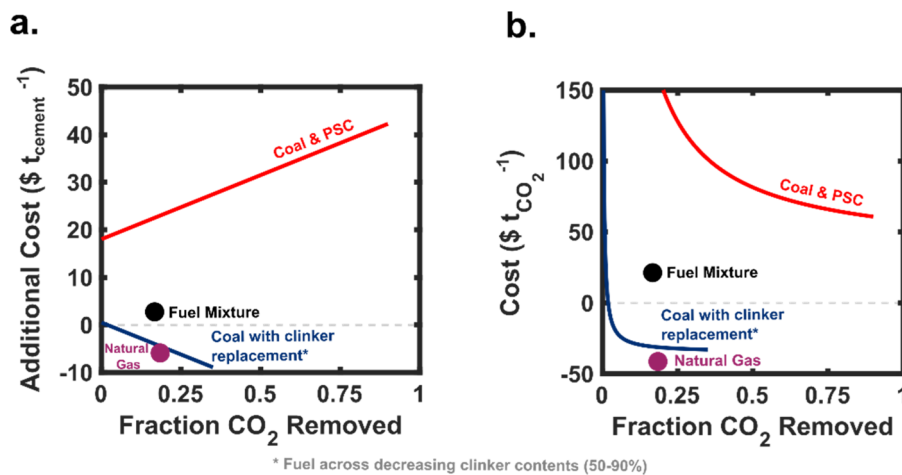 a.
Additional Cost ($ t_cement^-1)
50
40
30
20
10
0
-10
Coal & PSC
Fuel Mixture
Natural
Gas
Coal with clinker
replacement*
0
0.25
0.5
0.75
1
Fraction CO₂ Removed
b.
Cost ($ t_CO₂^-1)
150
100
50
0
-50
Coal & PSC
Fuel Mixture
Coal with clinker
replacement*
Natural Gas
0
0.25
0.5
0.75
1
Fraction CO₂ Removed
* Fuel across decreasing clinker contents (50-90%)